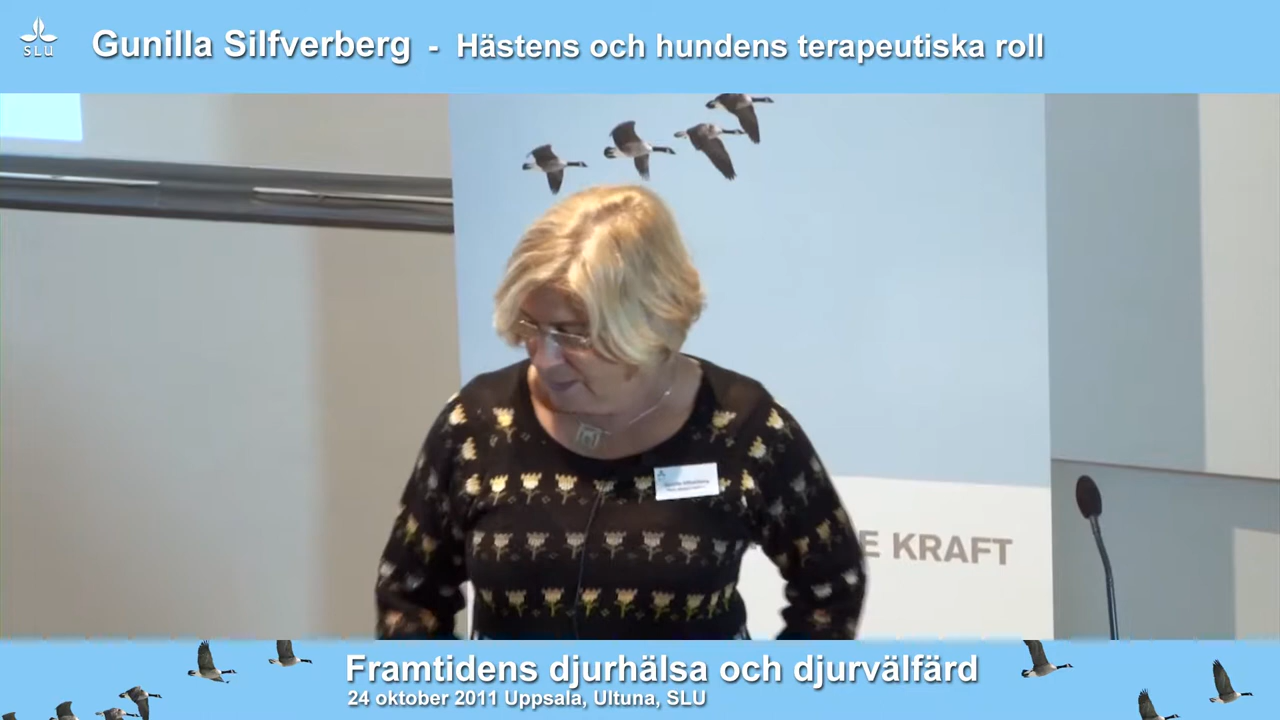 SLU
Gunilla Silfverberg - Hästens och hundens terapeutiska roll
E KRAFT
Framtidens djurhälsa och djurvälfärd
24 oktober 2011 Uppsala, Ultuna, SLU